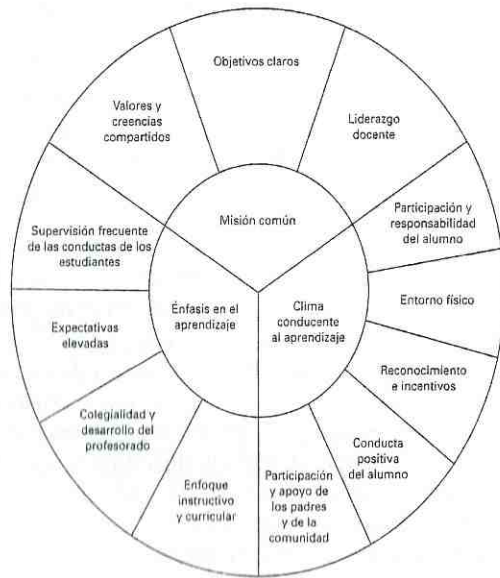 Objetivos claros
Valores y
creencias
compartidos
Liderazgo
docente
Misión común
Participación y
responsabilidad
del alumno
Supervisión frecuente
de las conductas de los
estudiantes
Énfasis en el
aprendizaje
Clima
conducente
al aprendizaje
Entorno físico
Expectativas
elevadas
Reconocimiento
e incentivos
Colegialidad y
desarrollo del
profesorado
Conducta
positiva
del alumno
Enfoque
instructivo
y curricular
Participación
y apoyo de
los padres
y de la
comunidad